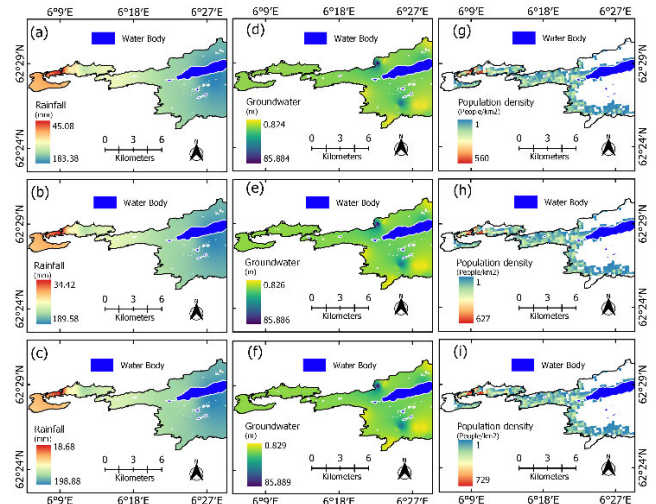 6°9'E 6°18'E 6°27'E 6°9'E 6°18'E 6°27'E 6°9'E 6°18'E 6°27'E
(a) Water Body
62°29'N
Rainfall
(mm)
45.08
183.38
62°24'N
0 3 6
Kilometers
N
(d) Water Body
Groundwater
(m)
0.824
85.884
0 3 6
Kilometers
N
(g) Water Body
62°29'N
Population density
(People/km2)
1
560
62°24'N
0 3 6
Kilometers
N
(b) Water Body
62°29'N
Rainfall
(mm)
34.42
189.58
62°24'N
0 3 6
Kilometers
N
(e) Water Body
Groundwater
(m)
0.826
85.886
0 3 6
Kilometers
N
(h) Water Body
62°29'N
Population density
(People/km2)
1
627
62°24'N
0 3 6
Kilometers
N
(c) Water Body
62°29'N
Rainfall
(mm)
18.68
198.88
62°24'N
0 3 6
Kilometers
N
(f) Water Body
Groundwater
(m)
0.829
85.889
0 3 6
Kilometers
N
(i) Water Body
62°29'N
Population density
(People/km2)
1
729
62°24'N
0 3 6
Kilometers
N
6°9'E 6°18'E 6°27'E 6°9'E 6°18'E 6°27'E 6°9'E 6°18'E 6°27'E